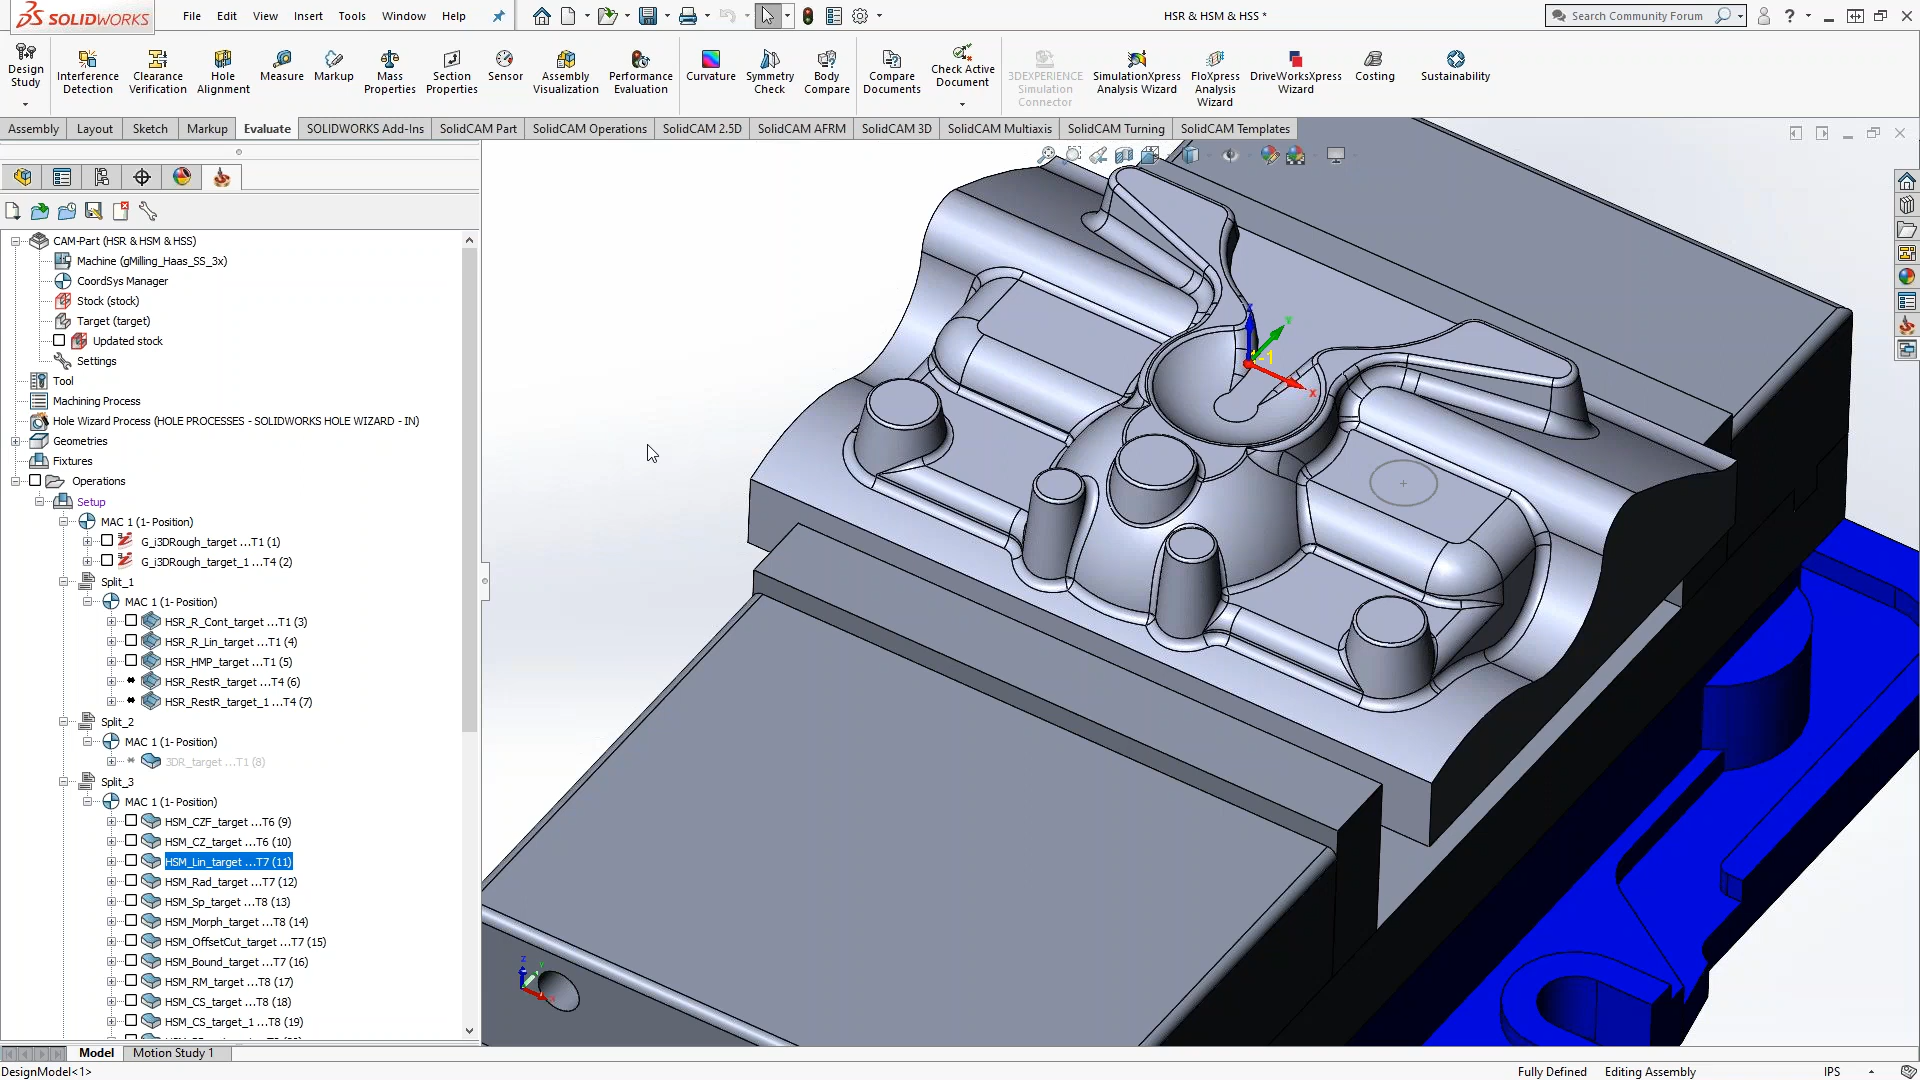 SOLIDWORKS
File Edit View Insert Tools Window Help
HSR & HSM & HSS *
Search Community Forum
Design Study
Interference Detection
Clearance Verification
Hole Alignment
Measure
Markup
Mass Properties
Section Properties
Sensor
Assembly Visualization
Performance Evaluation
Curvature
Symmetry Check
Body Compare
Compare Documents
Check Active Document
3DEXPERIENCE Simulation Connector
SimulationXpress Analysis Wizard
FloXpress Analysis Wizard
DriveWorksXpress Wizard
Costing
Sustainability
Assembly Layout Sketch Markup Evaluate SOLIDWORKS Add-Ins SolidCAM Part SolidCAM Operations SolidCAM 2.5D SolidCAM AFRM SolidCAM 3D SolidCAM Multiaxis SolidCAM Turning SolidCAM Templates
CAM-Part (HSR & HSM & HSS)
Machine (gMilling_Haas_SS_3x)
CoordSys Manager
Stock (stock)
Target (target)
Updated stock
Settings
Tool
Machining Process
Hole Wizard Process (HOLE PROCESSES - SOLIDWORKS HOLE WIZARD - IN)
Geometries
Fixtures
Operations
Setup
MAC 1 (1- Position)
G_i3DRough_target ...T1 (1)
G_i3DRough_target_1 ...T4 (2)
Split_1
MAC 1 (1- Position)
HSR_R_Cont_target ...T1 (3)
HSR_R_Lin_target ...T1 (4)
HSR_HMP_target ...T1 (5)
HSR_RestR_target ...T4 (6)
HSR_RestR_target_1 ...T4 (7)
Split_2
MAC 1 (1- Position)
3DR_target ...T1 (8)
Split_3
MAC 1 (1- Position)
HSM_CZF_target ...T6 (9)
HSM_CZ_target ...T6 (10)
HSM_Lin_target ...T7 (11)
HSM_Rad_target ...T7 (12)
HSM_Sp_target ...T8 (13)
HSM_Morph_target ...T8 (14)
HSM_OffsetCut_target ...T7 (15)
HSM_Bound_target ...T7 (16)
HSM_RM_target ...T8 (17)
HSM_CS_target ...T8 (18)
HSM_CS_target_1 ...T8 (19)
Model Motion Study 1
DesignModel<1>
Fully Defined Editing Assembly IPS